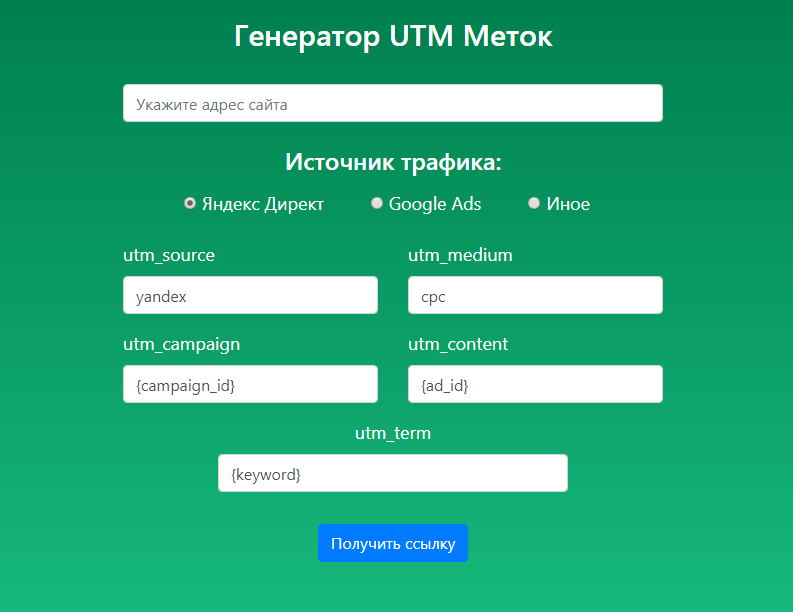 Генератор UTM Меток
Укажите адрес сайта
Источник трафика:
Яндекс Директ Google Ads Иное
utm_source utm_medium
yandex cpc
utm_campaign utm_content
{campaign_id} {ad_id}
utm_term
{keyword}
Получить ссылку